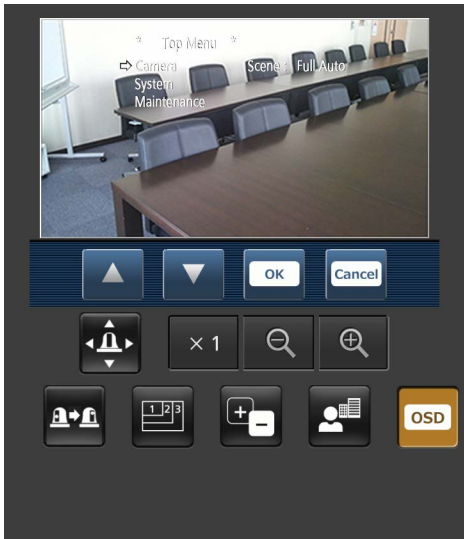 * Top Menu *
Camera Scene : Full Auto
System
Maintenance
OK Cancel
× 1
1 2 3
OSD